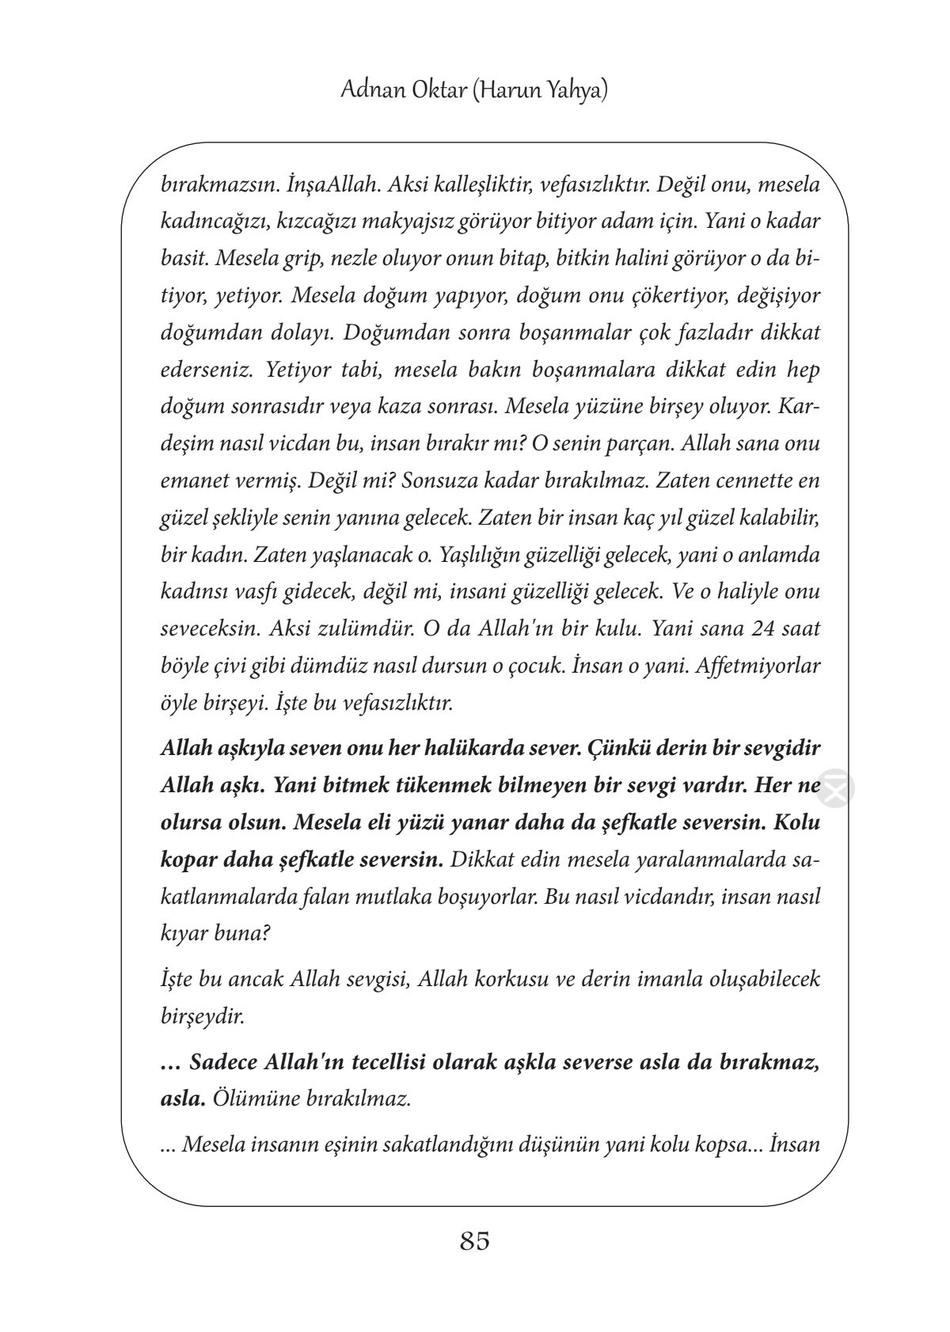 Adnan Oktar (Harun Yahya)
bırakmazsın. İnşaAllah. Aksi kalleşliktir, vefasızlıktır. Değil onu, mesela
kadıncağızı, kızcağızı makyajsız görüyor bitiyor adam için. Yani o kadar
basit. Mesela grip, nezle oluyor onun bitap, bitkin halini görüyor o da bi-
tiyor, yetiyor. Mesela doğum yapıyor, doğum onu çökertiyor, değişiyor
doğumdan dolayı. Doğumdan sonra boşanmalar çok fazladır dikkat
ederseniz. Yetiyor tabi, mesela bakın boşanmalara dikkat edin hep
doğum sonrasıdır veya kaza sonrası. Mesela yüzüne birşey oluyor. Kar-
deşim nasıl vicdan bu, insan bırakır mı? O senin parçan. Allah sana onu
emanet vermiş. Değil mi? Sonsuza kadar bırakılmaz. Zaten cennette en
güzel şekliyle senin yanına gelecek. Zaten bir insan kaç yıl güzel kalabilir,
bir kadın. Zaten yaşlanacak o. Yaşlılığın güzelliği gelecek, yani o anlamda
kadınsı vasfı gidecek, değil mi, insani güzelliği gelecek. Ve o haliyle onu
seveceksin. Aksi zulümdür. O da Allah'ın bir kulu. Yani sana 24 saat
böyle çivi gibi dümdüz nasıl dursun o çocuk. İnsan o yani. Affetmiyorlar
öyle birşeyi. İşte bu vefasızlıktır.
Allah aşkıyla seven onu her halükarda sever. Çünkü derin bir sevgidir
Allah aşkı. Yani bitmek tükenmek bilmeyen bir sevgi vardır. Her ne
olursa olsun. Mesela eli yüzü yanar daha da şefkatle seversin. Kolu
kopar daha şefkatle seversin. Dikkat edin mesela yaralanmalarda sa-
katlanmalarda falan mutlaka boşuyorlar. Bu nasıl vicdandır, insan nasıl
kıyar buna?
İşte bu ancak Allah sevgisi, Allah korkusu ve derin imanla oluşabilecek
birşeydir.
... Sadece Allah'ın tecellisi olarak aşkla severse asla da bırakmaz,
asla. Ölümüne bırakılmaz.
... Mesela insanın eşinin sakatlandığını düşünün yani kolu kopsa... İnsan
85